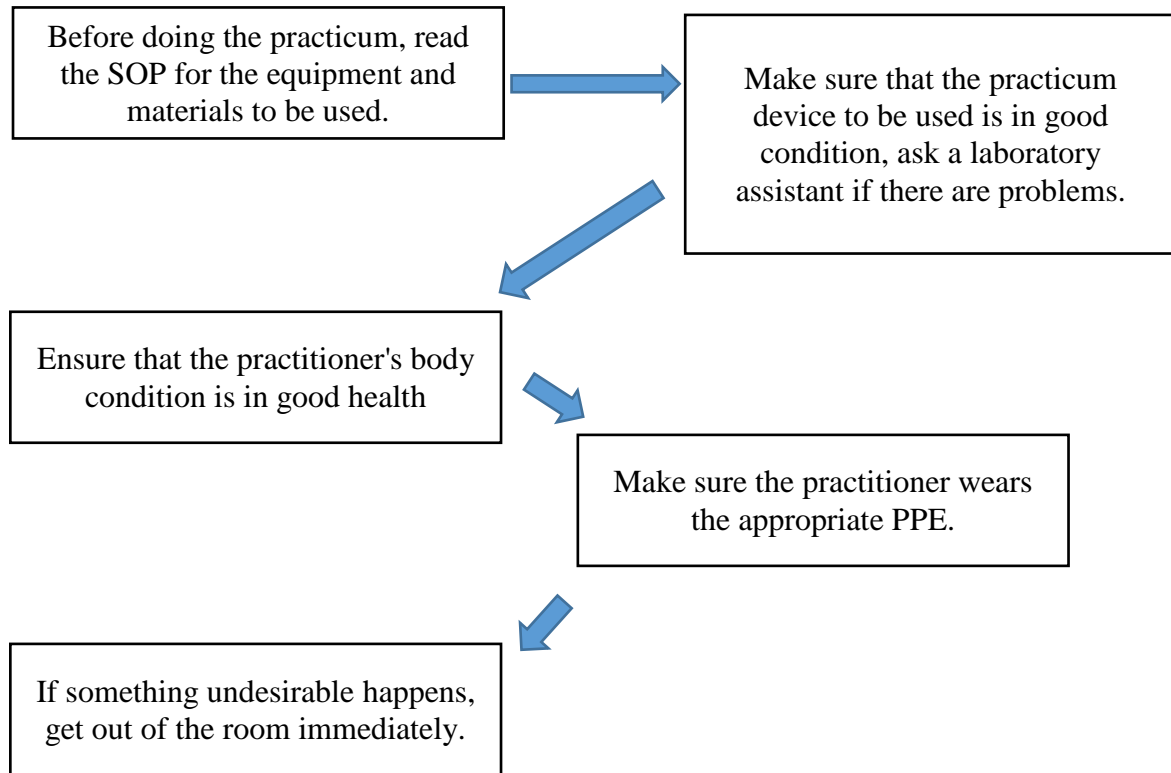 Before doing the practicum, read
the SOP for the equipment and
materials to be used.
Make sure that the practicum
device to be used is in good
condition, ask a laboratory
assistant if there are problems.
Ensure that the practitioner's body
condition is in good health
Make sure the practitioner wears
the appropriate PPE.
If something undesirable happens,
get out of the room immediately.